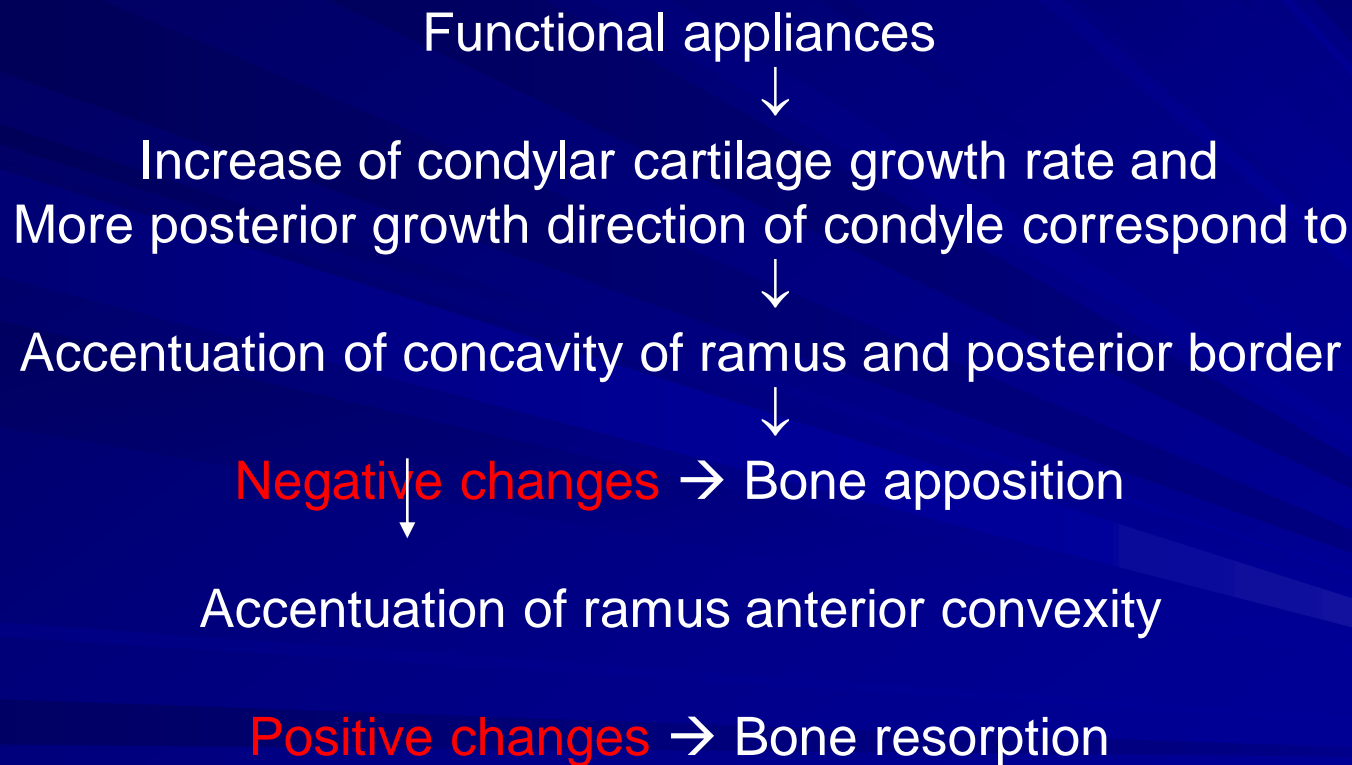 Functional appliances
↓
Increase of condylar cartilage growth rate and
More posterior growth direction of condyle correspond to
↓
Accentuation of concavity of ramus and posterior border
↓
Negative changes → Bone apposition
Accentuation of ramus anterior convexity
Positive changes → Bone resorption